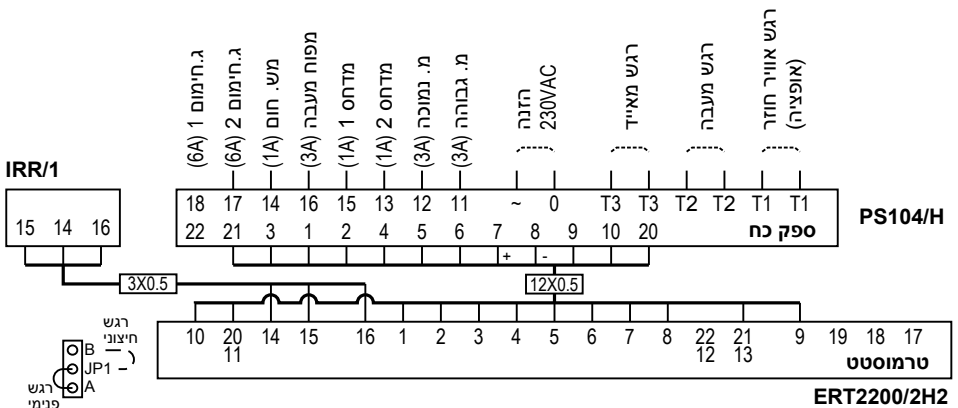 ג.חימום 1 (6A)
ג.חימום 2 (6A)
מש. חום (1A)
מפוח מעבה (3A)
מדחס 1 (1A)
מדחס 2 (1A)
מ. נמוכה (3A)
מ. גבוהה (3A)
הזנה
230VAC
רגש מאייד
רגש מעבה
רגש אוויר חוזר
(אופציה)
IRR/1
15 14 16
18 17 14 16 15 13 12 11 ~ 0 T3 T3 T2 T2 T1 T1
22 21 3 1 2 4 5 6 7 8 9 10 20 ספק כח
+ -
PS104/H
3X0.5
12X0.5
10 20 14 15 16 1 2 3 4 5 6 7 8 22 21 9 19 18 17
11 12 13
טרמוסטט
ERT2200/2H2
רגש
חיצוני
B
JP1
A
רגש
פנימי